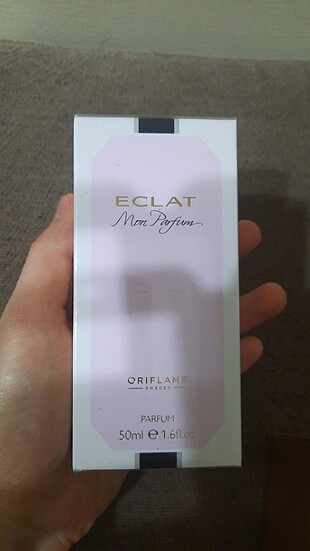 ECLAT
Mon Parfum
ORIFLAME
SWEDEN
PARFUM
50ml ℮ 1.6fl.oz